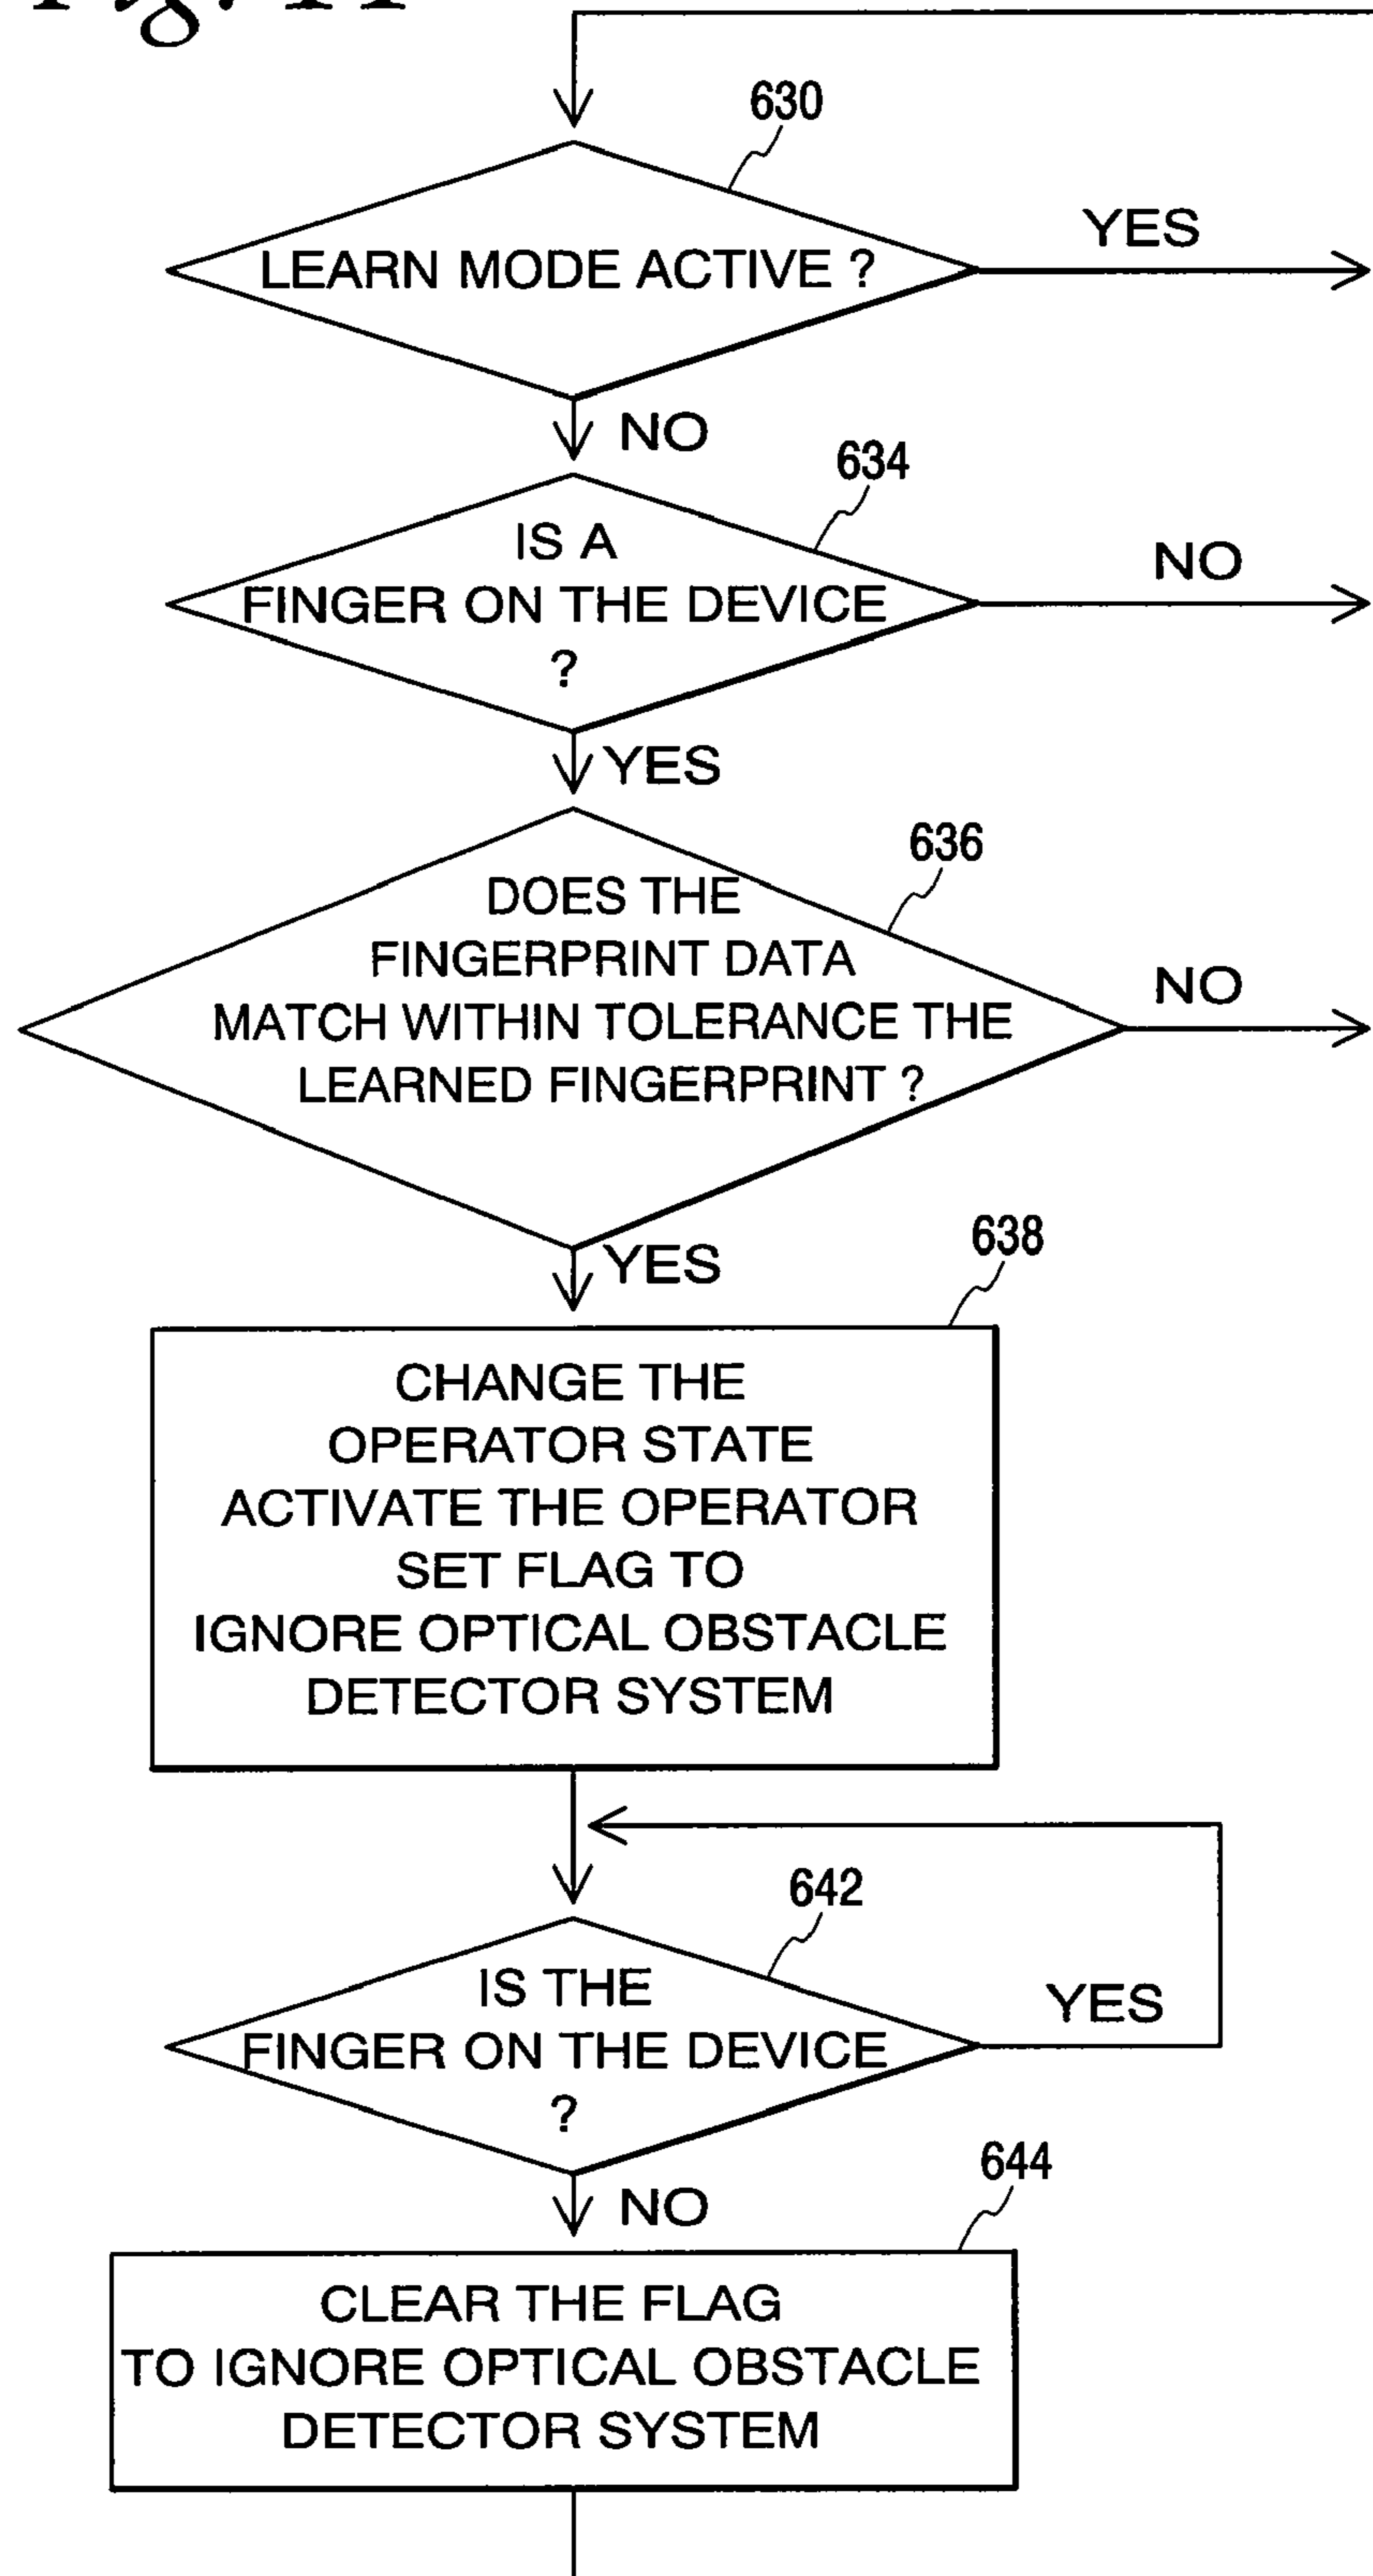 630
LEARN MODE ACTIVE ?
YES
NO
634
IS A
FINGER ON THE DEVICE
?
NO
YES
636
DOES THE
FINGERPRINT DATA
MATCH WITHIN TOLERANCE THE
LEARNED FINGERPRINT ?
NO
YES
638
CHANGE THE
OPERATOR STATE
ACTIVATE THE OPERATOR
SET FLAG TO
IGNORE OPTICAL OBSTACLE
DETECTOR SYSTEM
642
IS THE
FINGER ON THE DEVICE
?
YES
NO
644
CLEAR THE FLAG
TO IGNORE OPTICAL OBSTACLE
DETECTOR SYSTEM